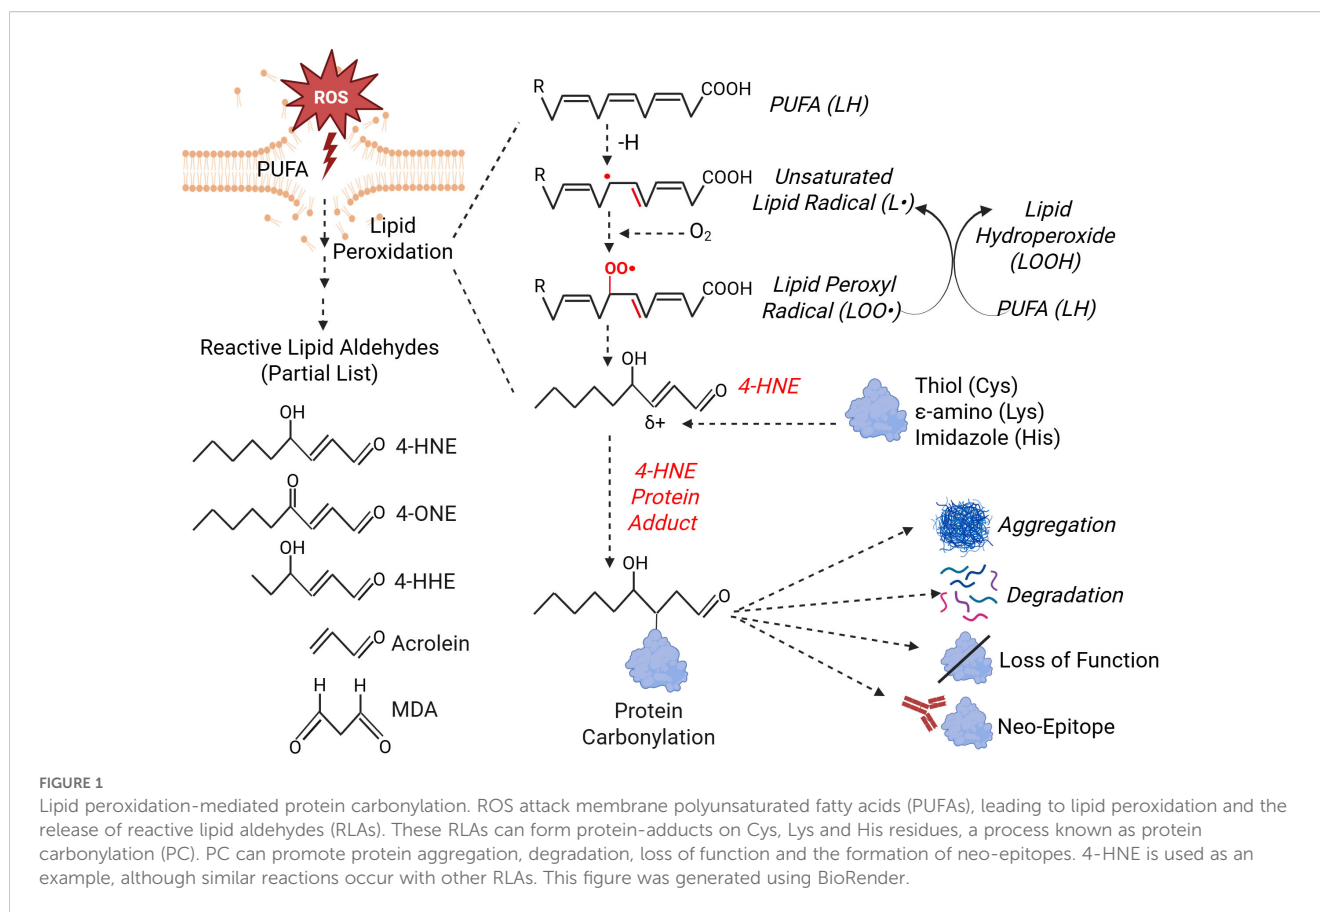 ROS
PUFA
Lipid
Peroxidation
Reactive Lipid Aldehydes
(Partial List)
OH
O
4-HNE
O
O
4-ONE
OH
O
4-HHE
O
Acrolein
H
H
MDA
O
O
R
COOH
PUFA (LH)
-H
R
COOH
Unsaturated
Lipid Radical (L•)
O2
OO•
R
COOH
Lipid Peroxyl
Radical (LOO•)
Lipid
Hydroperoxide
(LOOH)
PUFA (LH)
OH
O
4-HNE
δ+
Thiol (Cys)
ε-amino (Lys)
Imidazole (His)
4-HNE
Protein
Adduct
OH
O
Protein
Carbonylation
Aggregation
Degradation
Loss of Function
Neo-Epitope
FIGURE 1
Lipid peroxidation-mediated protein carbonylation. ROS attack membrane polyunsaturated fatty acids (PUFAs), leading to lipid peroxidation and the
release of reactive lipid aldehydes (RLAs). These RLAs can form protein-adducts on Cys, Lys and His residues, a process known as protein
carbonylation (PC). PC can promote protein aggregation, degradation, loss of function and the formation of neo-epitopes. 4-HNE is used as an
example, although similar reactions occur with other RLAs. This figure was generated using BioRender.